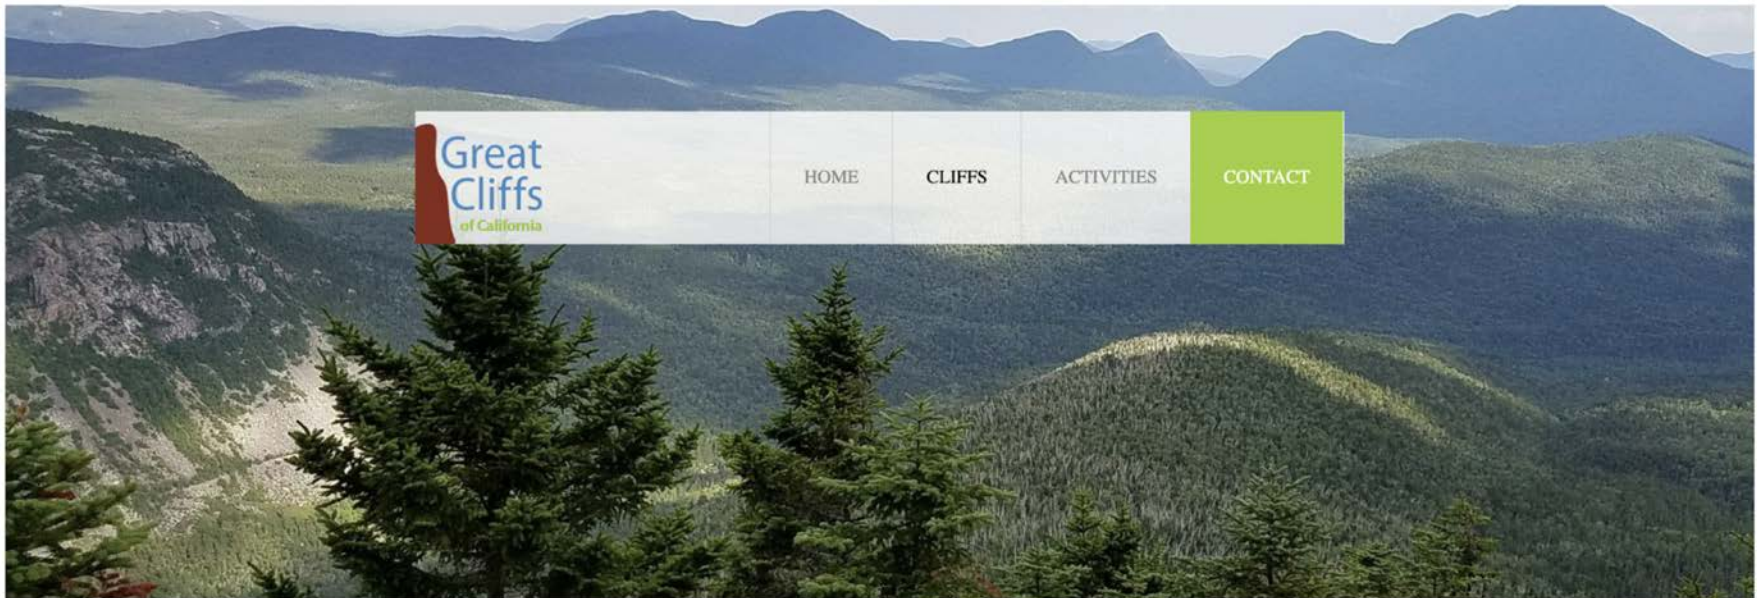 Great
Cliffs
of California
HOME
CLIFFS
ACTIVITIES
CONTACT